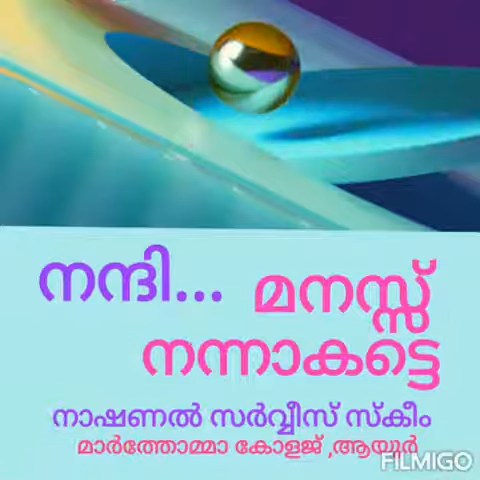 നന്ദി... മനസ്സ്
നന്നാകട്ടെ
നാഷണൽ സർവ്വീസ് സ്കീം
മാർത്തോമ്മാ കോളജ് ,ആയൂർ
FILMIGO